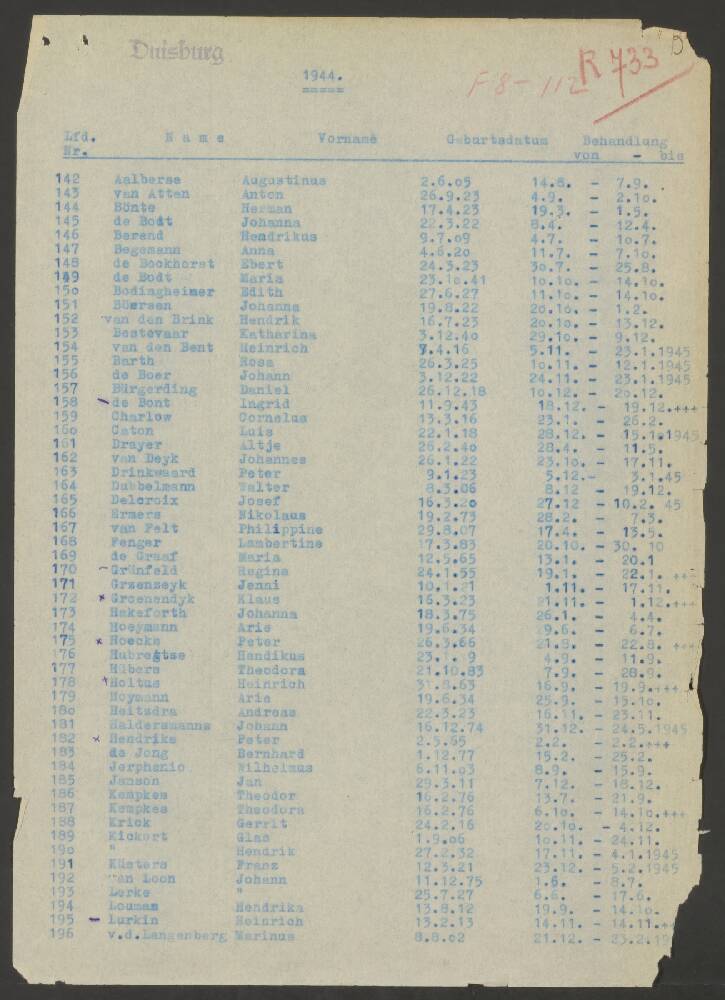 Duisburg
1944.
=====
F 8 - 112 R 733 B
Lfd. Name Vorname Geburtsdatum Behandlung
Nr. von - bis
142 Aalberse Augustinus 2.6.05 14.8. - 7.9.
143 van Atten Anton 26.9.23 4.9. - 2.10.
144 Bönte Herman 17.4.23 19.3. - 1.5.
145 de Bodt Johanna 22.3.22 8.4. - 12.4.
146 Berend Hendrikus 9.7.09 4.7. - 10.7.
147 Begemann Anna 4.6.20 11.7. - 7.10.
148 de Bockhorst Ebert 24.3.23 30.7. - 25.8.
149 de Bodt Maria 23.10.41 10.10. - 14.10.
150 Bodingheimer Edith 27.6.27 11.10. - 14.10.
151 Büersen Johanna 19.8.22 20.10. - 1.2.
152 van den Brink Hendrik 16.7.23 20.10. - 13.12.
153 Bestevaar Katharina 3.12.40 29.10. - 9.12.
154 van den Bent Heinrich 7.4.16 5.11. - 23.1.1945
155 Barth Rosa 26.3.25 10.11. - 12.1.1945
156 de Boer Johann 3.12.22 24.11. - 23.1.1945
157 Bürgerding Daniel 26.12.18 10.12. - 20.12.
158 de Bont Ingrid 11.9.43 18.12. - 19.12.+++
159 Charlow Cornelus 13.3.16 23.1. - 26.2.
160 Caton Luis 22.1.18 28.12. - 15.1.1945
161 Drayer Altje 26.2.40 28.4. - 11.5.
162 van Deyk Johannes 26.1.22 23.10. - 17.11.
163 Drinkwaard Peter 9.1.23 5.12.- 3.1.45
164 Dubbelmann Walter 8.3.06 8.12 - 19.12.
165 Delcroix Josef 16.3.20 27.12 - 10.2. 45
166 Ermers Nikolaus 19.2.73 28.2. - 7.3.
167 van Felt Philippine 29.8.07 17.4. - 13.5.
168 Fenger Lambertine 17.3.83 20.10. - 30. 10
169 de Graaf Maria 12.5.65 13.1. - 20.1
170 Grünfeld Regina 24.1.55 19.1. - 22.1. +++
171 Grzenzeyk Jenni 10.1.21 1.11. - 17.11.
172 Groenendyk Klaus 16.3.23 21.11. - 1.12.+++
173 Hakeforth Johanna 18.3.75 26.1. - 4.4.
174 Hoeymann Arie 19.6.34 29.6. - 6.7.
175 Hoecks Peter 26.3.66 21.9. - 22.8. +++
176 Hubregtse Handikus 4.9. - 11.9.
177 Hübers Theodora 21.10.83 7.9. - 28.9.
178 Holtus Heinrich 31.8.63 16.9. - 19.9.+++
179 Hoymann Arie 19.6.34 25.9. - 15.10.
180 Heitzdra Andreas 22.3.23 16.11. - 23.11.
181 Haldersmanns Johann 16.12.74 31.12. - 24.5.1945
182 Hendriks Peter 2.5.65 2.2. - 2.2.+++
183 de Jong Bernhard 1.12.77 15.2. - 25.2.
184 Jerphanio Wilhelmus 6.11.03 8.9. - 15.9.
185 Janson Jan 29.3.11 7.12. - 18.12.
186 Kempkes Theodor 16.2.76 13.7. - 21.9.
187 Kempkes Theodora 16.2.76 6.10. - 14.10.+++
188 Krick Gerrit 24.2.16 20.10. - 4.12.
189 Kickert Glas 1.9.06 10.11. - 24.11.
190 " Hendrik 27.2.32 17.11. - 4.1.1945
191 Küsters Franz 12.3.21 23.12. - 5.2.1945
192 van Loon Johann 11.12.75 1.6. - 8.7.
193 Lerke " 25.7.27 6.6. - 17.6.
194 Louman Hendrika 13.8.12 19.9. - 14.10.
195 Lurkin Heinrich 13.2.13 14.11. - 14.11.++
196 v.d.Langenberg Marinus 8.8.02 21.12. - 23.2.19